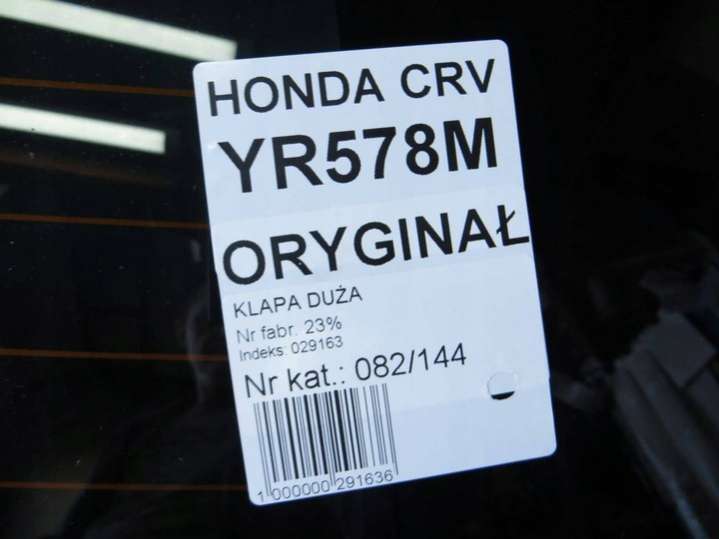 HONDA CRV
YR578M
ORYGINAŁ
KLAPA DUŻA
Nr fabr. 23%
Indeks: 029163
Nr kat.: 082/144
1 000000 291636